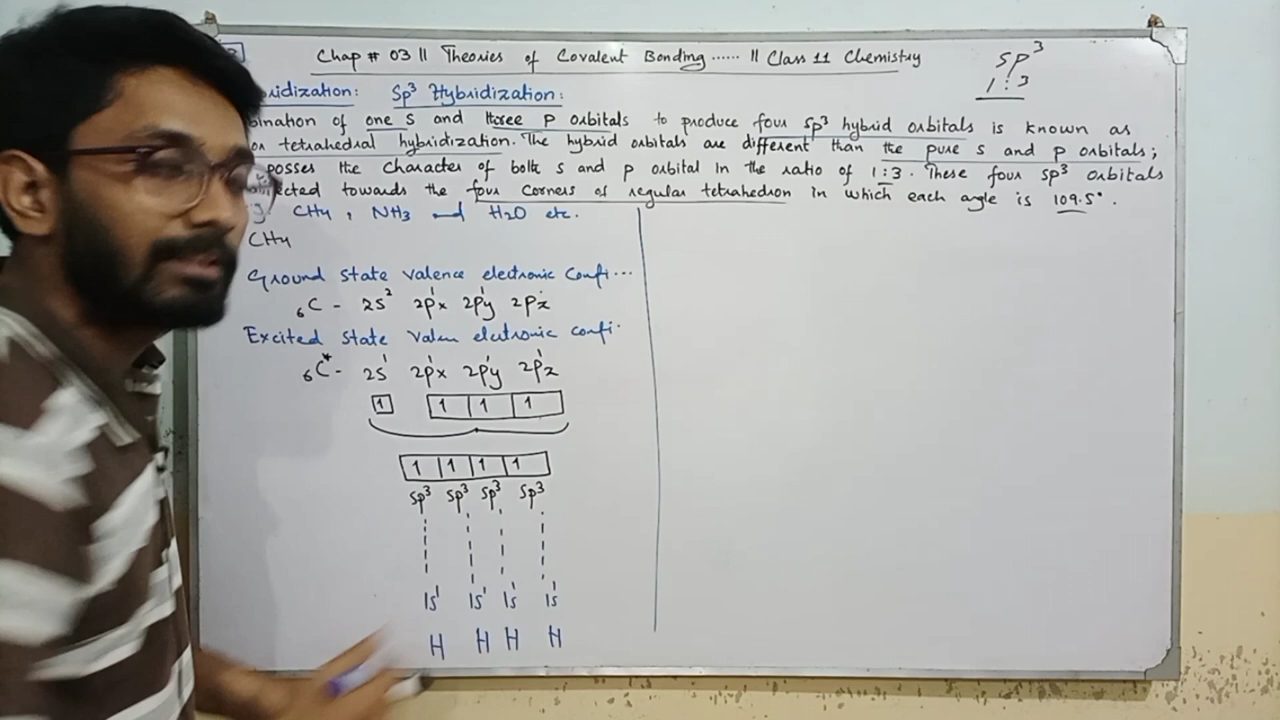 Chap # 03 || Theories of Covalent Bonding ...... || Class 11 Chemistry
sp³
1:3
ridization: Sp³ Hybridization:
bination of one s and three p orbitals to produce four sp³ hybrid orbitals is known as
or tetrahedral hybridization. The hybrid orbitals are different than the pure s and p orbitals;
posses the character of both s and p orbital in the ratio of 1:3. These four sp³ orbitals
ected towards the four corners of regular tetrahedron in which each angle is 109.5°.
CH4, NH3 and H2O etc.
CH4
Ground state valence electronic confi...
₆C - 2s² 2p¹x 2p¹y 2pz
Excited state valen electronic confi.
₆C*- 2s¹ 2p¹x 2p¹y 2p¹z
1 1 1 1
1 1 1 1
sp³ sp³ sp³ sp³
1s¹ 1s¹ 1s¹ 1s¹
H H H H